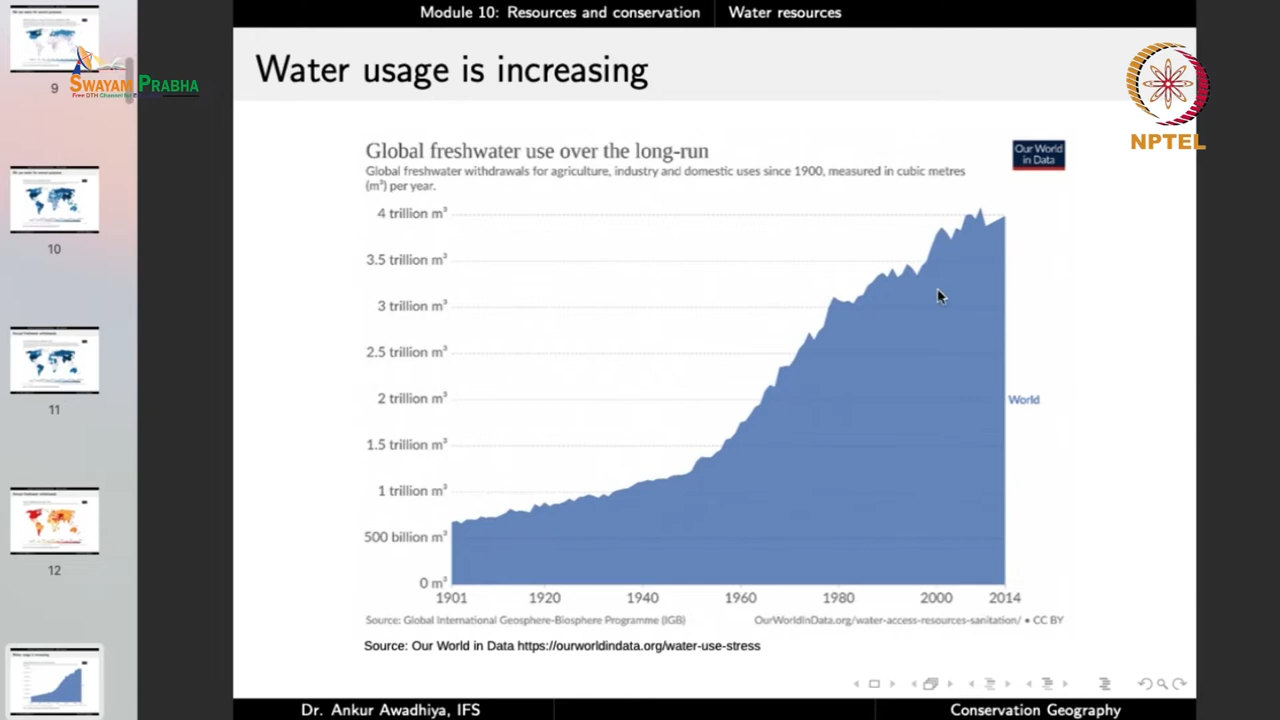 Module 10: Resources and conservation Water resources
Water usage is increasing
SWAYAM PRABHA
9
10
11
12
NPTEL
Global freshwater use over the long-run
Our World
in Data
Global freshwater withdrawals for agriculture, industry and domestic uses since 1900, measured in cubic metres
(m³) per year.
4 trillion m³
3.5 trillion m³
3 trillion m³
2.5 trillion m³
2 trillion m³
World
1.5 trillion m³
1 trillion m³
500 billion m³
0 m³
1901 1920 1940 1960 1980 2000 2014
Source: Global International Geosphere-Biosphere Programme (IGB) OurWorldInData.org/water-access-resources-sanitation/ • CC BY
Source: Our World in Data https://ourworldindata.org/water-use-stress
Dr. Ankur Awadhiya, IFS Conservation Geography